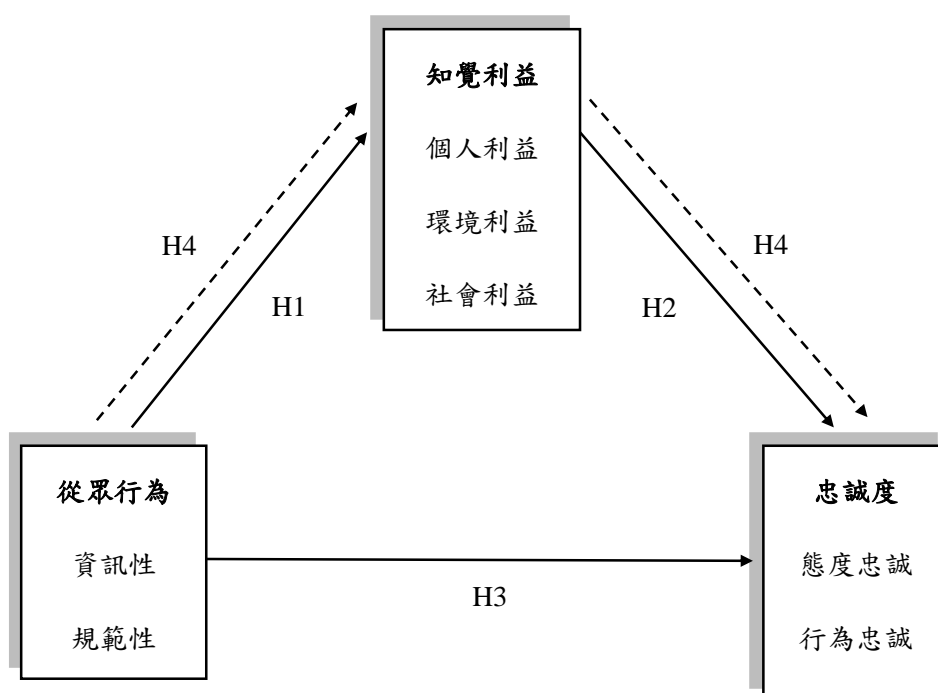 知覺利益
個人利益
環境利益
社會利益
H4
H1
H2
H4
從眾行為
資訊性
規範性
H3
忠誠度
態度忠誠
行為忠誠